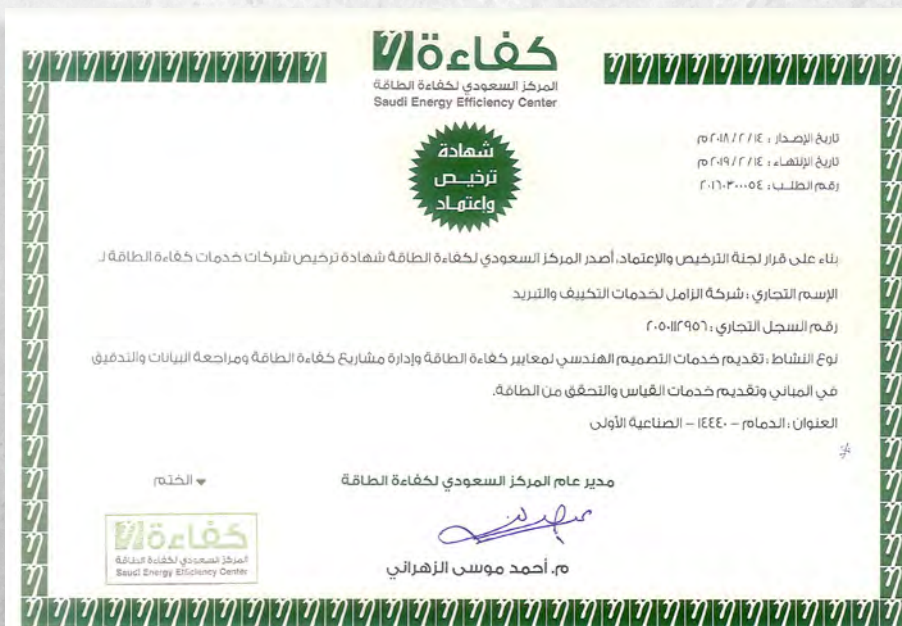 كفاءة
المركز السعودي لكفاءة الطاقة
Saudi Energy Efficiency Center
شهادة
ترخيص
وإعتماد
تاريخ الإصدار : ٢٠١٨/٢/١٤م
تاريخ الإنتهاء : ٢٠١٩/٢/١٤م
رقم الطلب : ٢٠١٦٠٣٠٠٠٥٤
بناء على قرار لجنة الترخيص والإعتماد، أصدر المركز السعودي لكفاءة الطاقة شهادة ترخيص شركات خدمات كفاءة الطاقة لـ
الإسم التجاري : شركة الزامل لخدمات التكييف والتبريد
رقم السجل التجاري : ٢٠٥٠١١٢٩٥٦
نوع النشاط : تقديم خدمات التصميم الهندسي لمعايير كفاءة الطاقة وإدارة مشاريع كفاءة الطاقة ومراجعة البيانات والتدقيق
في المباني وتقديم خدمات القياس والتحقق من الطاقة.
العنوان : الدمام – ١٤٤٤٠ – الصناعية الأولى
مدير عام المركز السعودي لكفاءة الطاقة
الختم
م. أحمد موسى الزهراني
كفاءة
المركز السعودي لكفاءة الطاقة
Saudi Energy Efficiency Center